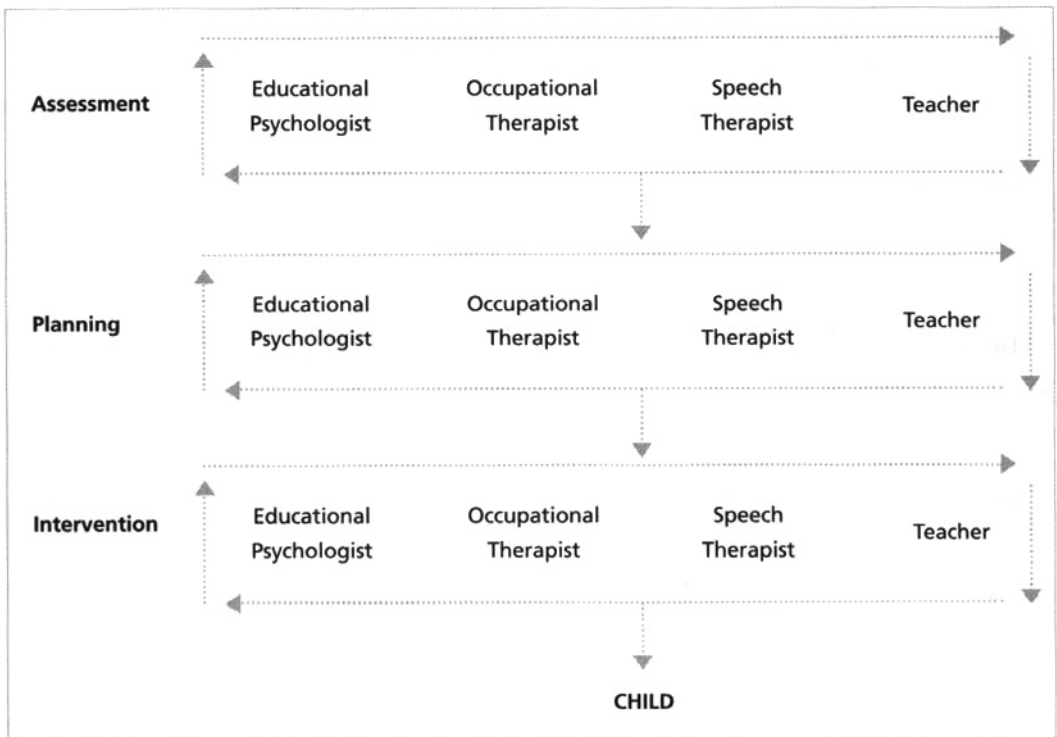 Assessment
Educational Occupational Speech Teacher
Psychologist Therapist Therapist
Planning
Educational Occupational Speech Teacher
Psychologist Therapist Therapist
Intervention
Educational Occupational Speech Teacher
Psychologist Therapist Therapist
CHILD